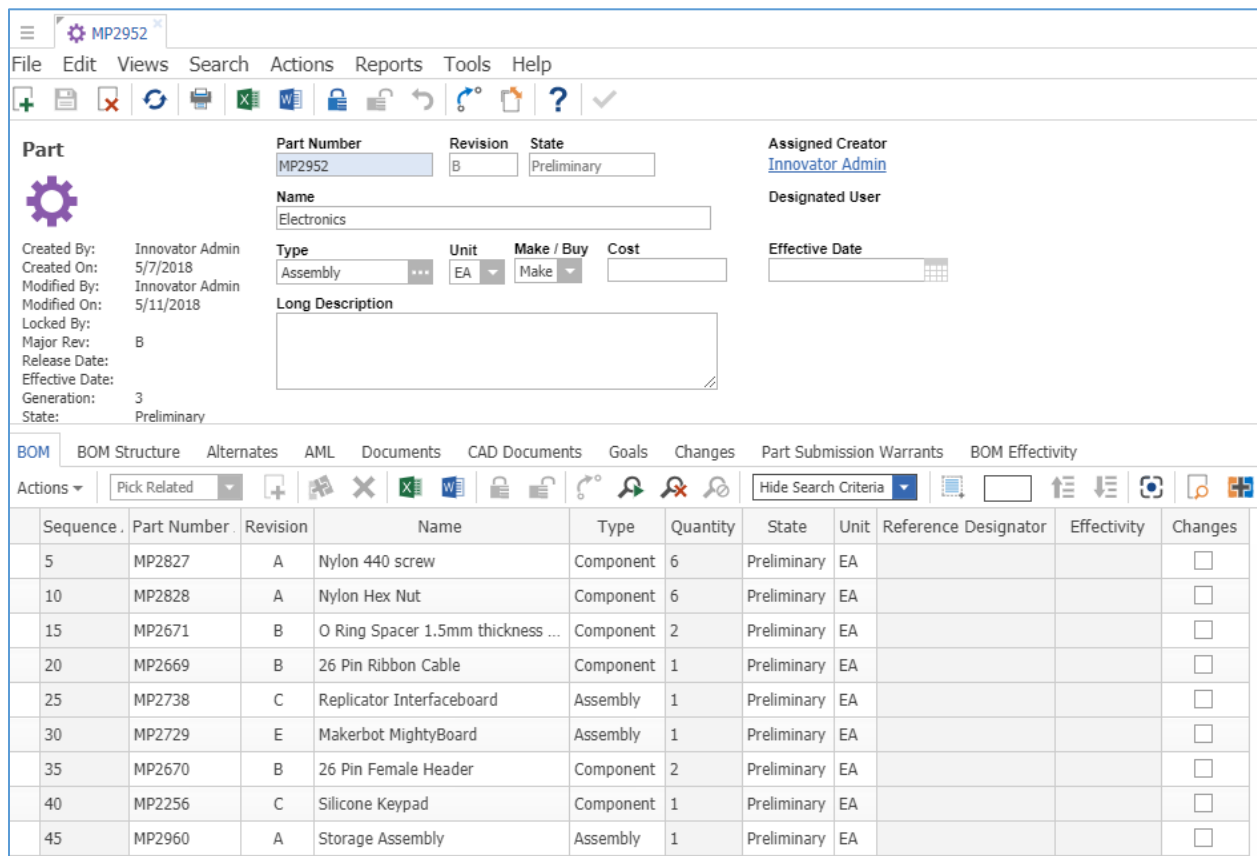 MP2952
File Edit Views Search Actions Reports Tools Help
Part
Part Number Revision State Assigned Creator
MP2952 B Preliminary Innovator Admin
Name Designated User
Electronics
Created By: Innovator Admin
Type Unit Make / Buy Cost Effective Date
Created On: 5/7/2018
Assembly ... EA Make
Modified By: Innovator Admin
Modified On: 5/11/2018
Long Description
Locked By:
Major Rev: B
Release Date:
Effective Date:
Generation: 3
State: Preliminary
BOM BOM Structure Alternates AML Documents CAD Documents Goals Changes Part Submission Warrants BOM Effectivity
Actions Pick Related Hide Search Criteria
Sequence . Part Number . Revision Name Type Quantity State Unit Reference Designator Effectivity Changes
5 MP2827 A Nylon 440 screw Component 6 Preliminary EA
10 MP2828 A Nylon Hex Nut Component 6 Preliminary EA
15 MP2671 B O Ring Spacer 1.5mm thickness ... Component 2 Preliminary EA
20 MP2669 B 26 Pin Ribbon Cable Component 1 Preliminary EA
25 MP2738 C Replicator Interfaceboard Assembly 1 Preliminary EA
30 MP2729 E Makerbot MightyBoard Assembly 1 Preliminary EA
35 MP2670 B 26 Pin Female Header Component 2 Preliminary EA
40 MP2256 C Silicone Keypad Component 1 Preliminary EA
45 MP2960 A Storage Assembly Assembly 1 Preliminary EA